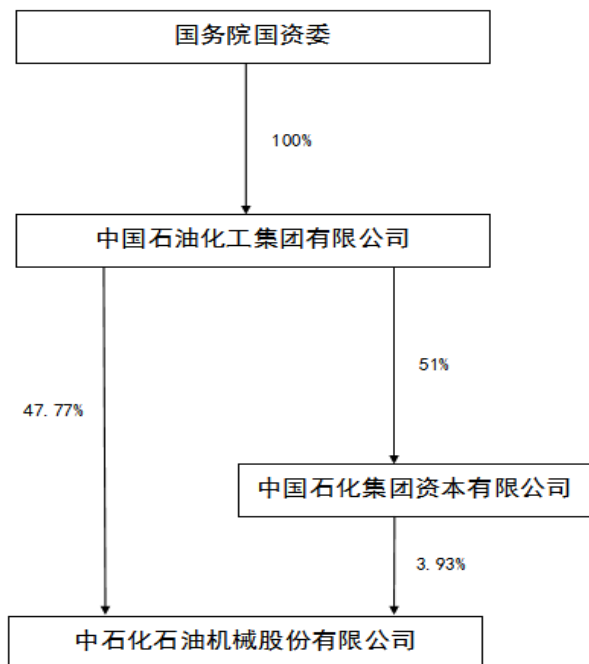 国务院国资委
100%
中国石油化工集团有限公司
51%
47.77%
中国石化集团资本有限公司
3.93%
中石化石油机械股份有限公司